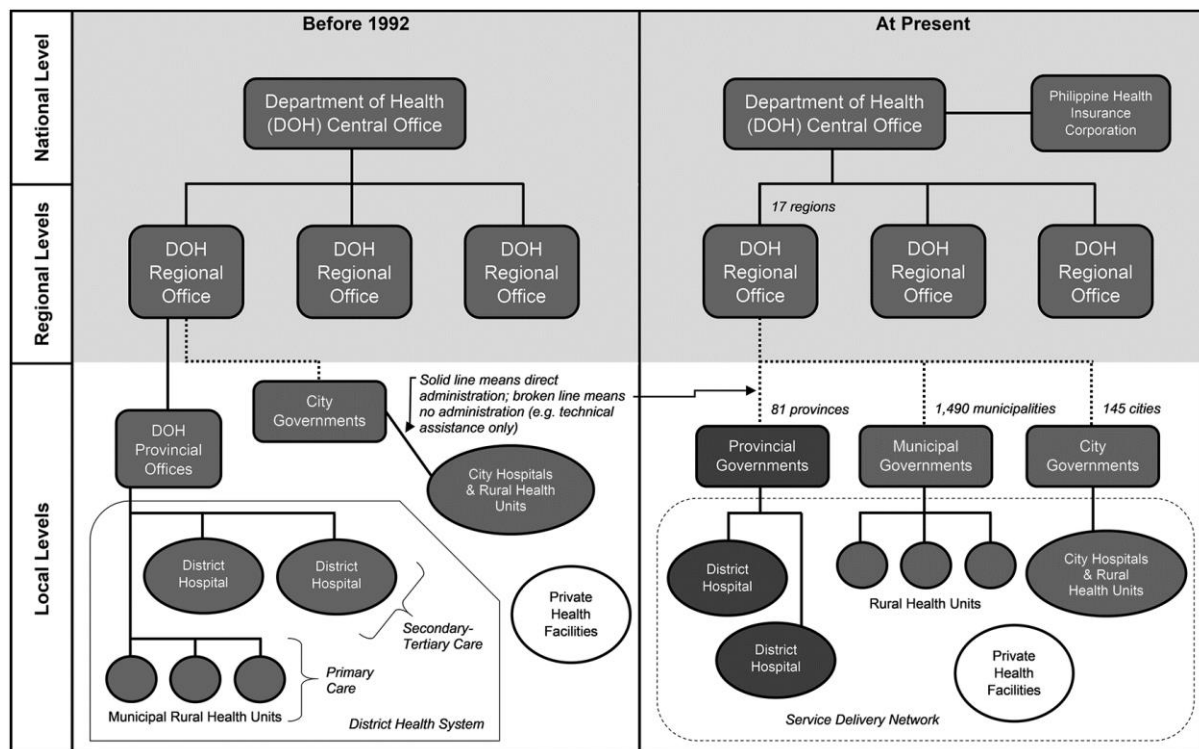 Before 1992
At Present
National Level
Regional Levels
Local Levels
Department of Health
(DOH) Central Office
DOH
Regional
Office
DOH
Regional
Office
DOH
Regional
Office
City
Governments
Solid line means direct
administration; broken line means
no administration (e.g. technical
assistance only)
DOH
Provincial
Offices
City Hospitals
& Rural Health
Units
District
Hospital
District
Hospital
Secondary-
Tertiary Care
Private
Health
Facilities
Primary
Care
Municipal Rural Health Units
District Health System
Department of Health
(DOH) Central Office
Philippine Health
Insurance
Corporation
17 regions
DOH
Regional
Office
DOH
Regional
Office
DOH
Regional
Office
81 provinces
1,490 municipalities
145 cities
Provincial
Governments
Municipal
Governments
City
Governments
District
Hospital
District
Hospital
Rural Health Units
City Hospitals
& Rural
Health Units
Private
Health
Facilities
Service Delivery Network